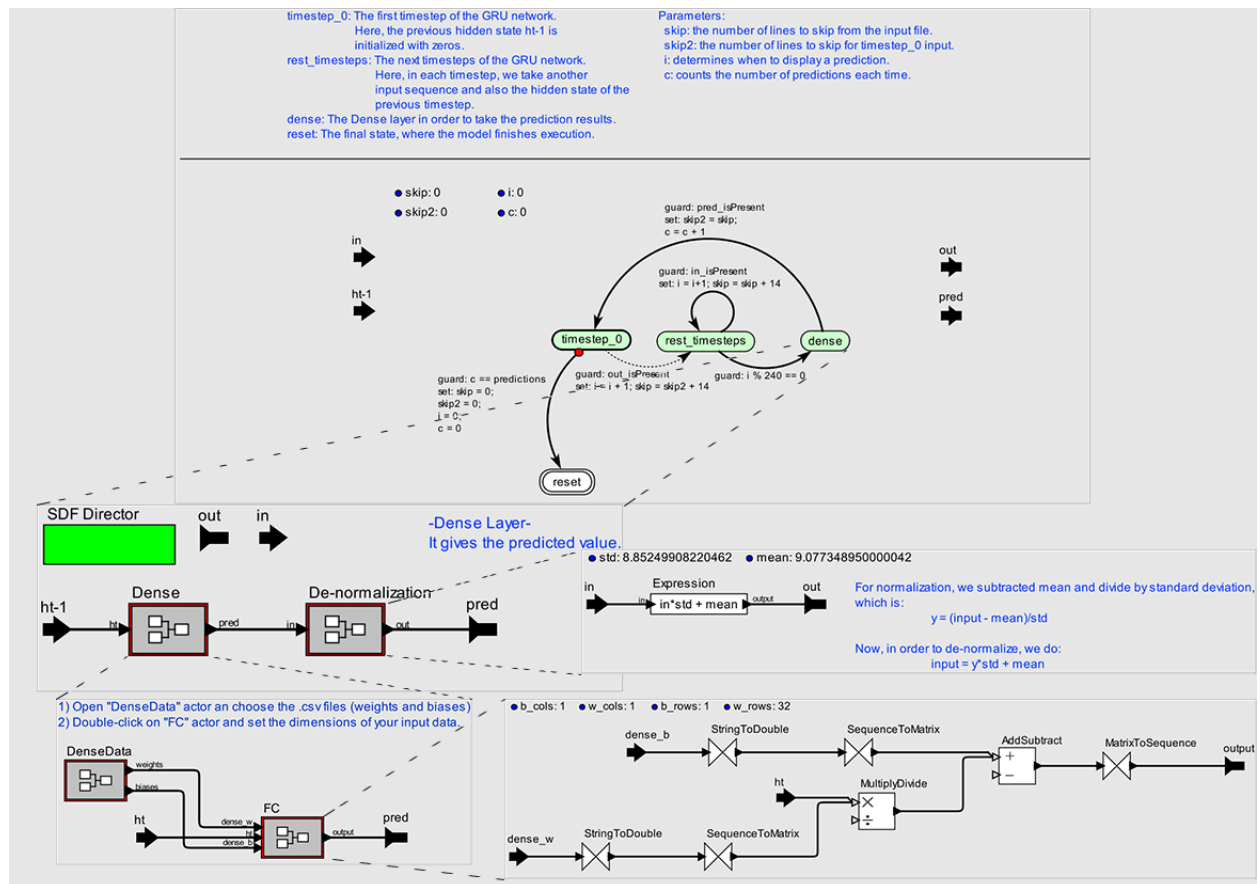 timestep_0: The first timestep of the GRU network.
Here, the previous hidden state ht-1 is
initialized with zeros.
rest_timesteps: The next timesteps of the GRU network.
Here, in each timestep, we take another
input sequence and also the hidden state of the
previous timestep.
dense: The Dense layer in order to take the prediction results.
reset: The final state, where the model finishes execution.
Parameters:
skip: the number of lines to skip from the input file.
skip2: the number of lines to skip for timestep_0 input.
i: determines when to display a prediction.
c: counts the number of predictions each time.
skip: 0
i: 0
skip2: 0
c: 0
in
ht-1
out
pred
guard: pred_isPresent
set: skip2 = skip;
c = c + 1
guard: in_isPresent
set: i = i+1; skip = skip + 14
timestep_0
rest_timesteps
dense
guard: out_isPresent
set: i = i + 1; skip = skip2 + 14
guard: i % 240 == 0
guard: c == predictions
set: skip = 0;
skip2 = 0;
i = 0;
c = 0
reset
SDF Director
out
in
-Dense Layer-
It gives the predicted value.
ht-1
Dense
De-normalization
pred
ht
pred
in
out
std: 8.85249908220462
mean: 9.077348950000042
in
Expression
out
in
in*std + mean
output
For normalization, we subtracted mean and divide by standard deviation,
which is:
y = (input - mean)/std
Now, in order to de-normalize, we do:
input = y*std + mean
1) Open "DenseData" actor an choose the .csv files (weights and biases)
2) Double-click on "FC" actor and set the dimensions of your input data.
DenseData
weights
biases
FC
ht
dense_w
ht
dense_b
output
pred
b_cols: 1
w_cols: 1
b_rows: 1
w_rows: 32
dense_b
StringToDouble
SequenceToMatrix
AddSubtract
MatrixToSequence
output
ht
MultiplyDivide
dense_w
StringToDouble
SequenceToMatrix